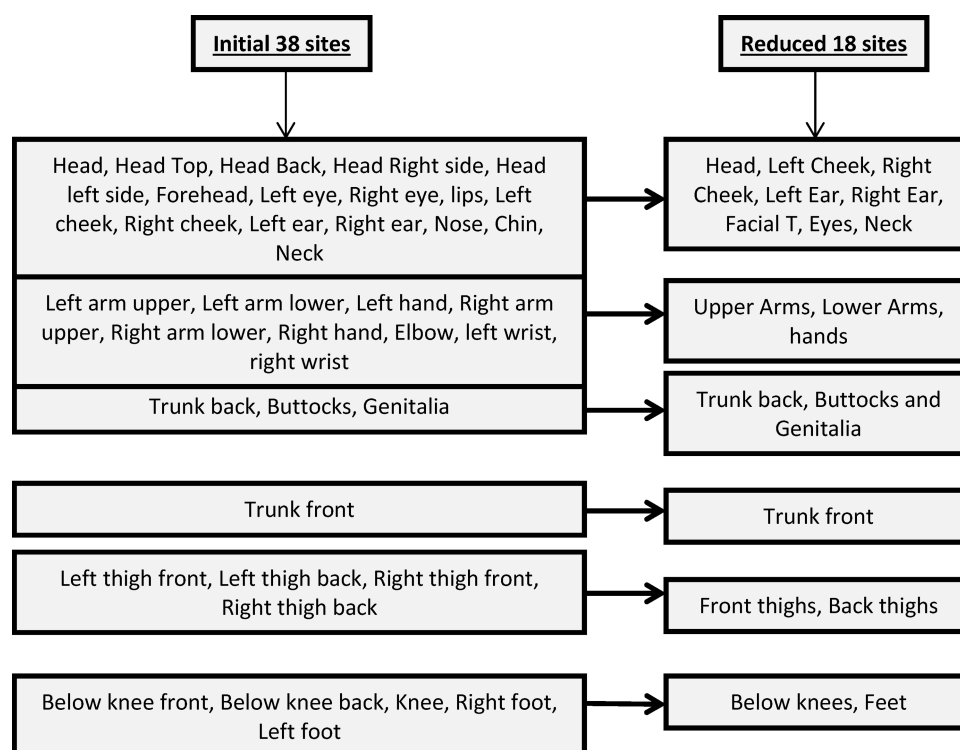 Initial 38 sites
Reduced 18 sites
Head, Head Top, Head Back, Head Right side, Head
left side, Forehead, Left eye, Right eye, lips, Left
cheek, Right cheek, Left ear, Right ear, Nose, Chin,
Neck
Head, Left Cheek, Right
Cheek, Left Ear, Right Ear,
Facial T, Eyes, Neck
Left arm upper, Left arm lower, Left hand, Right arm
upper, Right arm lower, Right hand, Elbow, left wrist,
right wrist
Upper Arms, Lower Arms,
hands
Trunk back, Buttocks, Genitalia
Trunk back, Buttocks and
Genitalia
Trunk front
Trunk front
Left thigh front, Left thigh back, Right thigh front,
Right thigh back
Front thighs, Back thighs
Below knee front, Below knee back, Knee, Right foot,
Left foot
Below knees, Feet